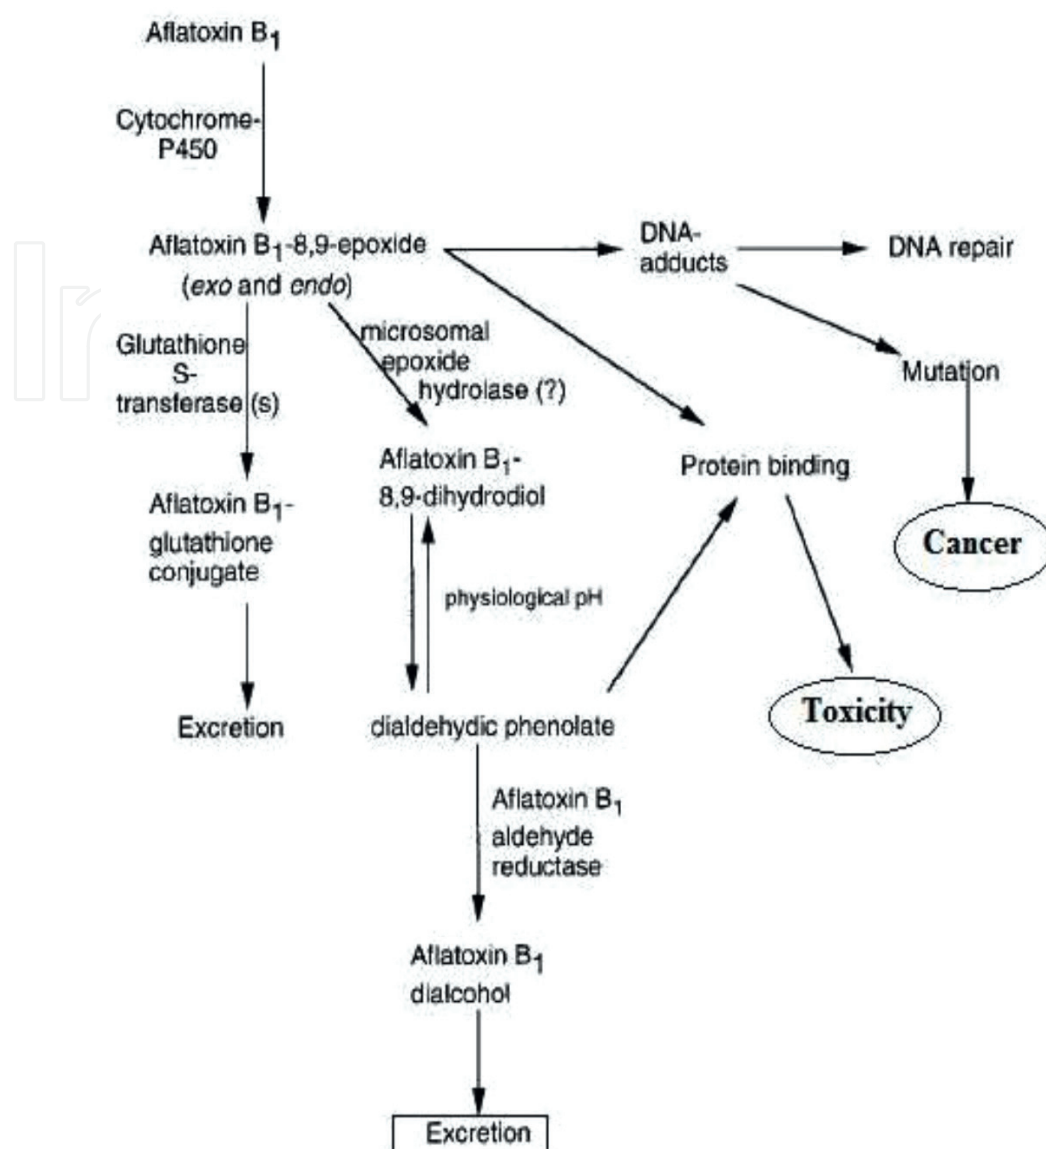 Aflatoxin B1
Cytochrome-
P450
Aflatoxin B1-8,9-epoxide
(exo and endo)
DNA-
adducts
DNA repair
Glutathione
S-
transferase (s)
microsomal
epoxide
hydrolase (?)
Mutation
Aflatoxin B1-
8,9-dihydrodiol
Protein binding
Aflatoxin B1-
glutathione
conjugate
Cancer
physiological pH
Excretion
dialdehydic phenolate
Toxicity
Aflatoxin B1
aldehyde
reductase
Aflatoxin B1
dialcohol
Excretion